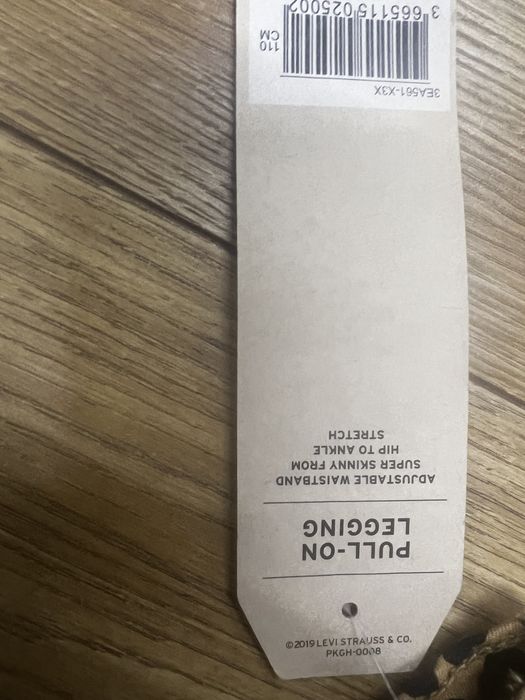 ©2019 LEVI STRAUSS & CO.
PKGH-0008
PULL-ON
LEGGING
ADJUSTABLE WAISTBAND
SUPER SKINNY FROM
HIP TO ANKLE
STRETCH
3EA561-X3X
110
CM
3 665115 025002